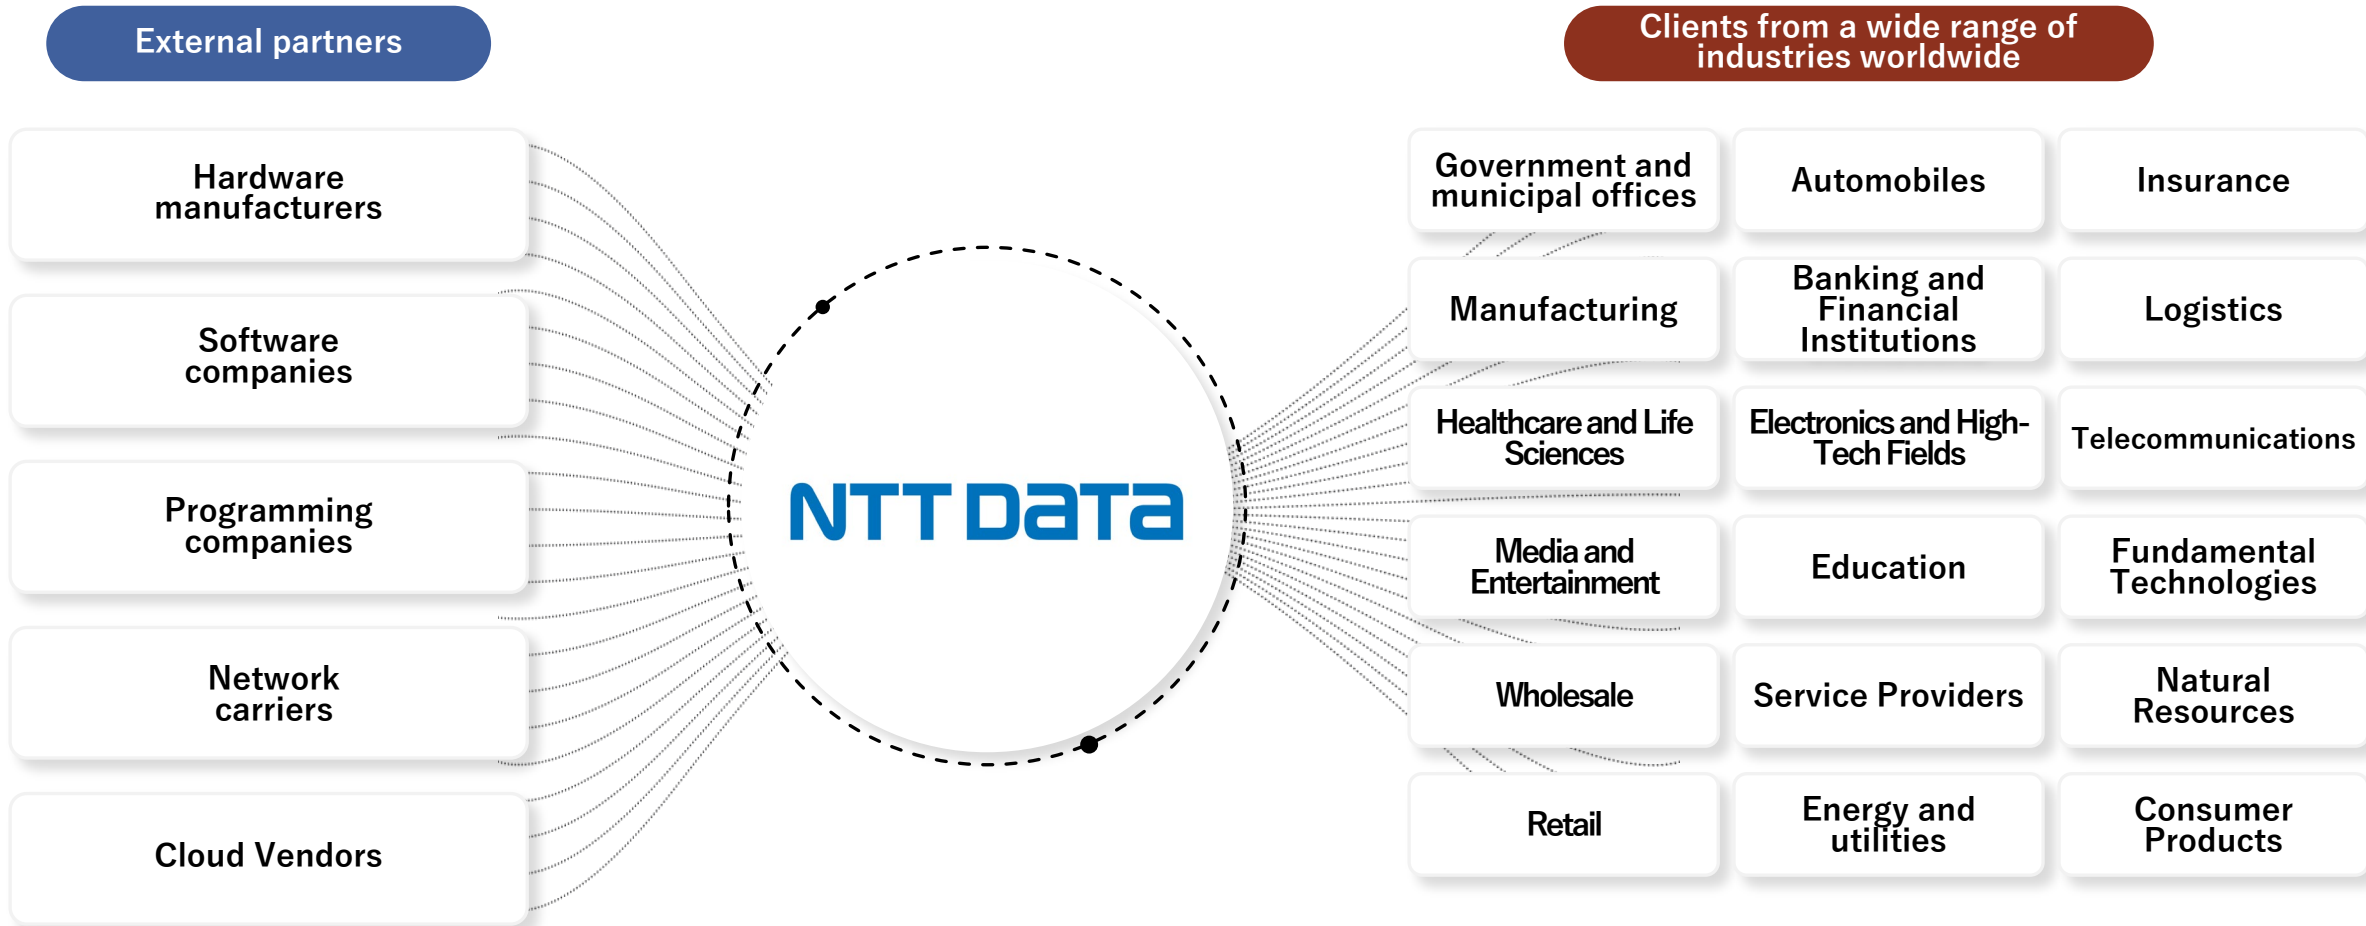 External partners
Clients from a wide range of
industries worldwide
Hardware
manufacturers
Software
companies
Programming
companies
Network
carriers
Cloud Vendors
NTT DATA
Government and
municipal offices
Automobiles
Insurance
Manufacturing
Banking and
Financial
Institutions
Logistics
Healthcare and Life
Sciences
Electronics and High-
Tech Fields
Telecommunications
Media and
Entertainment
Education
Fundamental
Technologies
Wholesale
Service Providers
Natural
Resources
Retail
Energy and
utilities
Consumer
Products